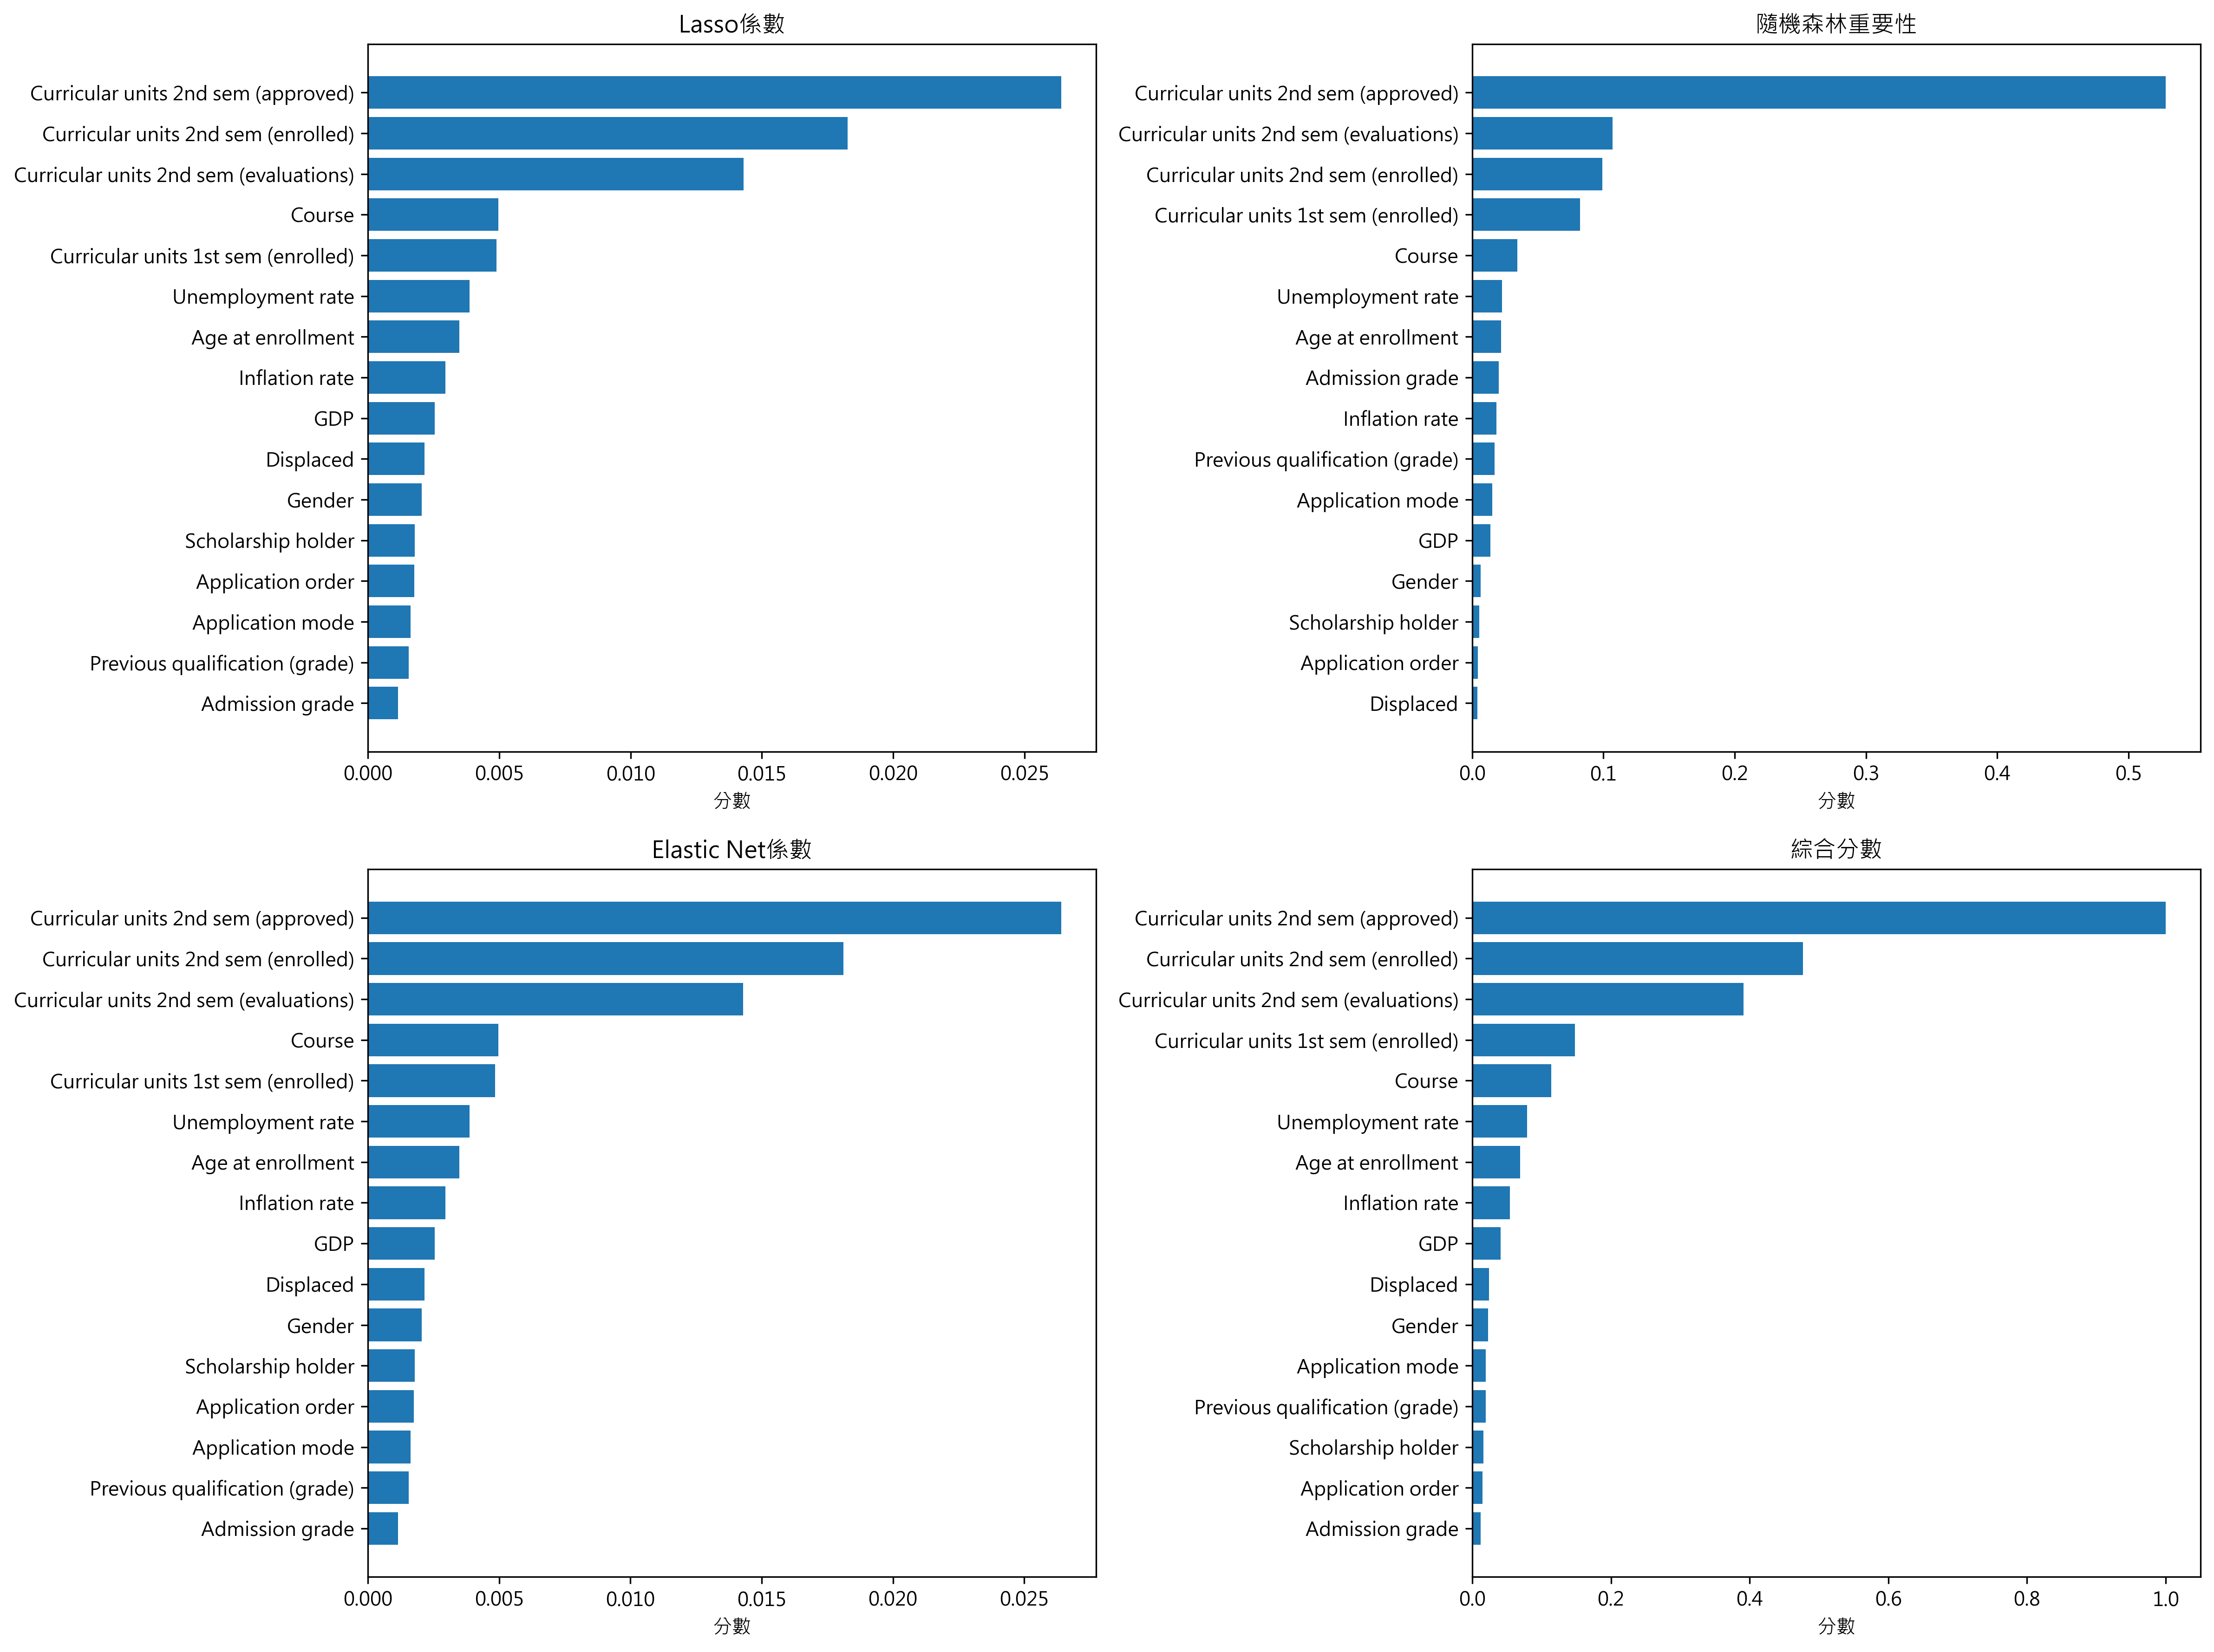 Lasso係數
Curricular units 2nd sem (approved)
Curricular units 2nd sem (enrolled)
Curricular units 2nd sem (evaluations)
Course
Curricular units 1st sem (enrolled)
Unemployment rate
Age at enrollment
Inflation rate
GDP
Displaced
Gender
Scholarship holder
Application order
Application mode
Previous qualification (grade)
Admission grade
0.000 0.005 0.010 0.015 0.020 0.025
分數
隨機森林重要性
Curricular units 2nd sem (approved)
Curricular units 2nd sem (evaluations)
Curricular units 2nd sem (enrolled)
Curricular units 1st sem (enrolled)
Course
Unemployment rate
Age at enrollment
Admission grade
Inflation rate
Previous qualification (grade)
Application mode
GDP
Gender
Scholarship holder
Application order
Displaced
0.0 0.1 0.2 0.3 0.4 0.5
分數
Elastic Net係數
Curricular units 2nd sem (approved)
Curricular units 2nd sem (enrolled)
Curricular units 2nd sem (evaluations)
Course
Curricular units 1st sem (enrolled)
Unemployment rate
Age at enrollment
Inflation rate
GDP
Displaced
Gender
Scholarship holder
Application order
Application mode
Previous qualification (grade)
Admission grade
0.000 0.005 0.010 0.015 0.020 0.025
分數
綜合分數
Curricular units 2nd sem (approved)
Curricular units 2nd sem (enrolled)
Curricular units 2nd sem (evaluations)
Curricular units 1st sem (enrolled)
Course
Unemployment rate
Age at enrollment
Inflation rate
GDP
Displaced
Gender
Application mode
Previous qualification (grade)
Scholarship holder
Application order
Admission grade
0.0 0.2 0.4 0.6 0.8 1.0
分數